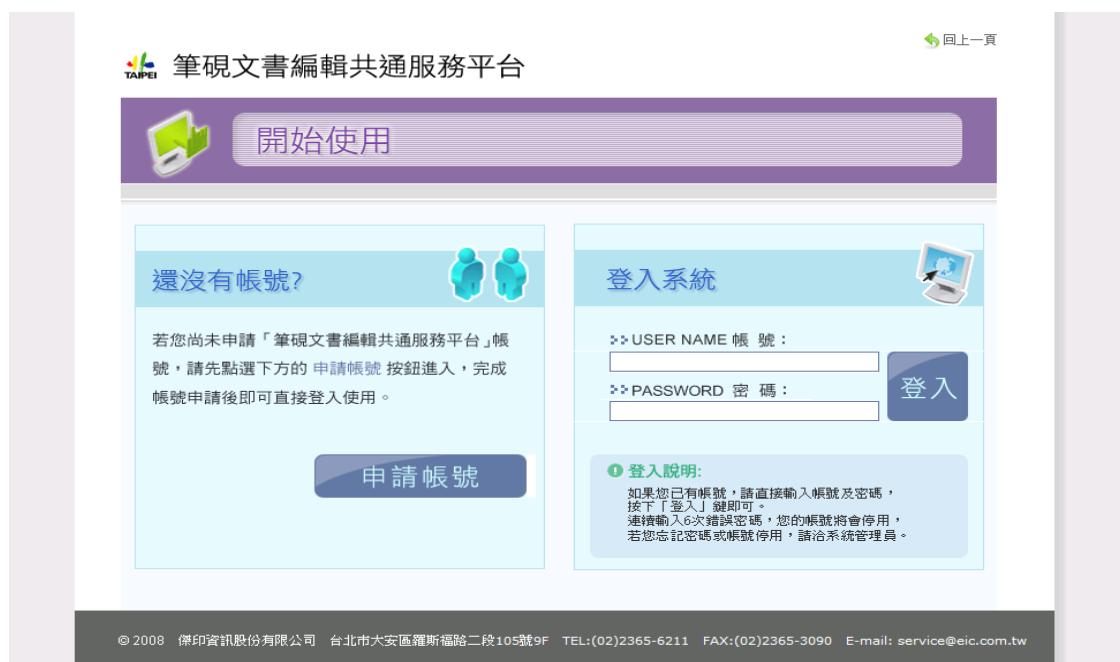 回上一頁
TAIPEI 筆硯文書編輯共通服務平台
開始使用
還沒有帳號?
若您尚未申請「筆硯文書編輯共通服務平台」帳
號，請先點選下方的 申請帳號 按鈕進入，完成
帳號申請後即可直接登入使用。
申請帳號
登入系統
USER NAME 帳 號：
PASSWORD 密 碼：
登入
登入說明:
如果您已有帳號，請直接輸入帳號及密碼，
按下「登入」鍵即可。
連續輸入6次錯誤密碼，您的帳號將會停用，
若您忘記密碼或帳號停用，請洽系統管理員。
© 2008 傑印資訊股份有限公司 台北市大安區羅斯福路二段105號9F TEL:(02)2365-6211 FAX:(02)2365-3090 E-mail: service@eic.com.tw